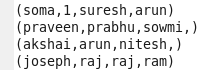 (soma,1,suresh,arun)
(praveen,prabhu,sowmi,)
(akshai,arun,nitesh,)
(joseph,raj,raj,ram)